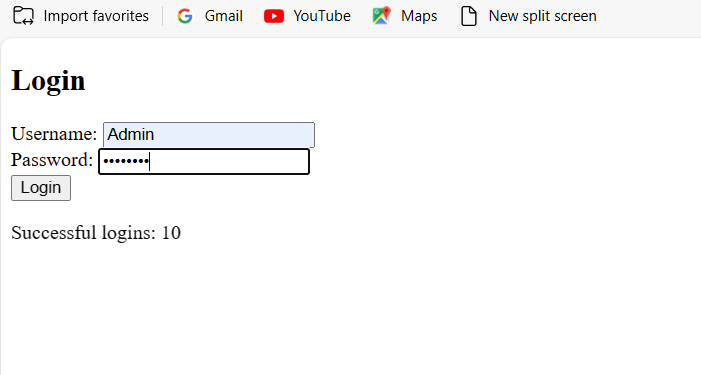 Import favorites Gmail YouTube Maps New split screen
Login
Username: Admin
Password: ••••••••
Login
Successful logins: 10